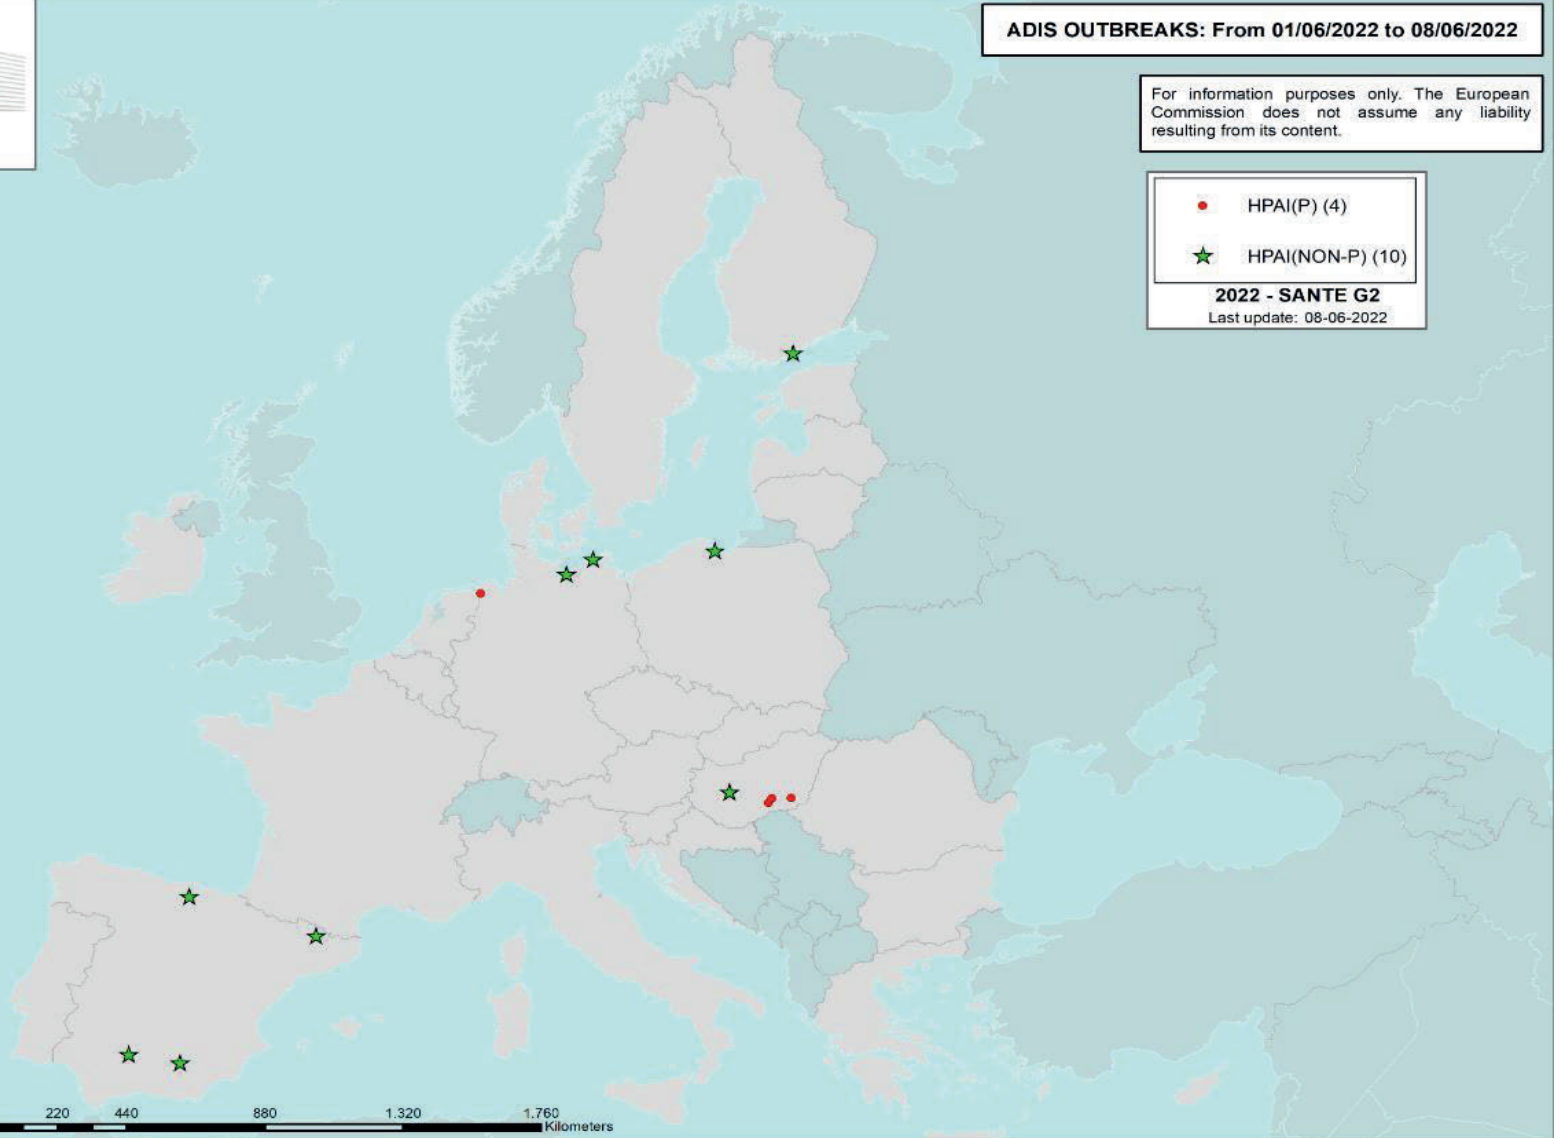 ADIS OUTBREAKS: From 01/06/2022 to 08/06/2022
For information purposes only. The European
Commission does not assume any liability
resulting from its content.
HPAI(P) (4)
HPAI(NON-P) (10)
2022 - SANTE G2
Last update: 08-06-2022
220 440 880 1.320 1.760
Kilometers